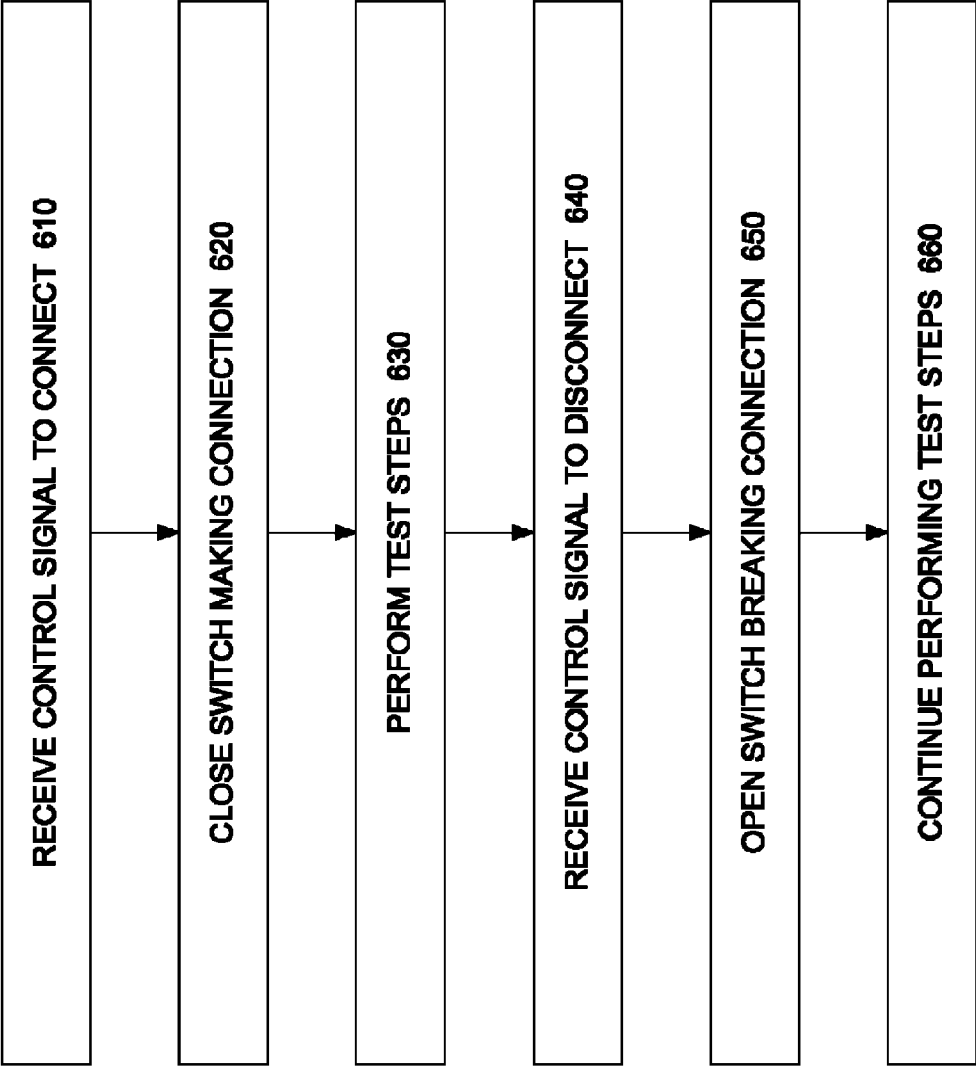 RECEIVE CONTROL SIGNAL TO CONNECT 610
CLOSE SWITCH MAKING CONNECTION 620
PERFORM TEST STEPS 630
RECEIVE CONTROL SIGNAL TO DISCONNECT 640
OPEN SWITCH BREAKING CONNECTION 650
CONTINUE PERFORMING TEST STEPS 660